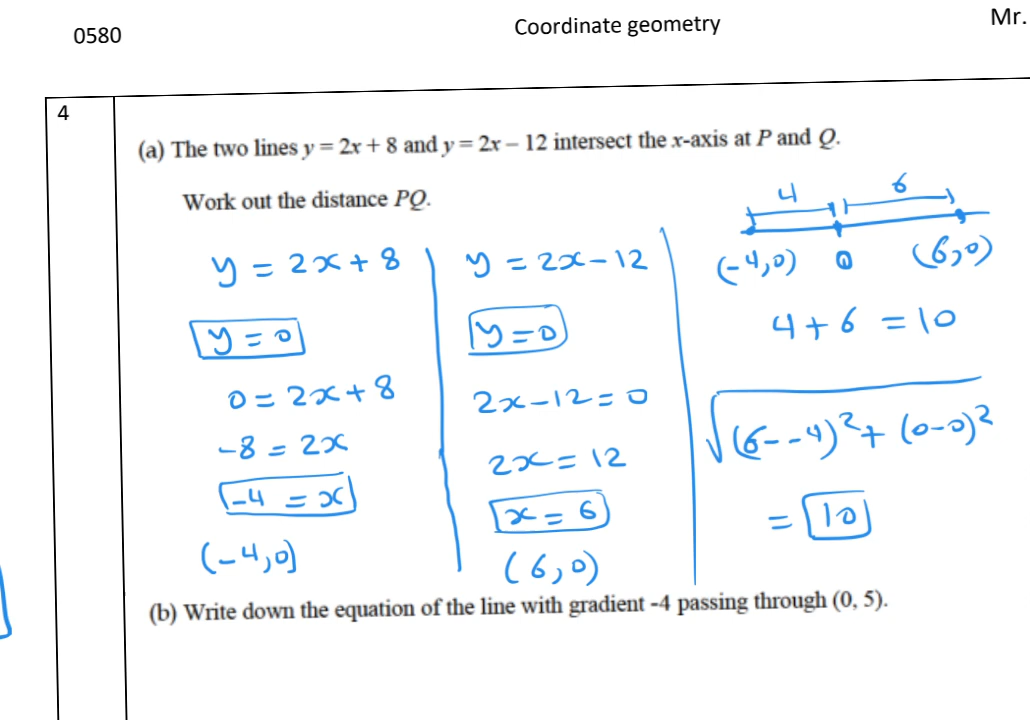 0580
Coordinate geometry
Mr.
4
(a) The two lines y = 2x + 8 and y = 2x – 12 intersect the x-axis at P and Q.
Work out the distance PQ.
y = 2x + 8
y = 0
0 = 2x + 8
-8 = 2x
-4 = x
(-4,0)
y = 2x - 12
y = 0
2x - 12 = 0
2x = 12
x = 6
(6,0)
4 6
(-4,0) 0 (6,0)
4 + 6 = 10
√(6--4)² + (0-0)²
= 10
(b) Write down the equation of the line with gradient -4 passing through (0, 5).